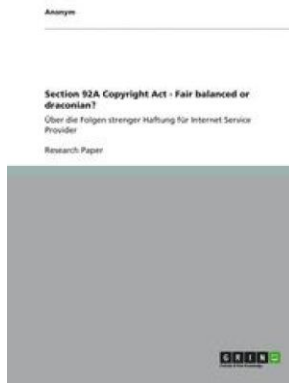 Anonym
Section 92A Copyright Act - Fair balanced or
draconian?
Über die Folgen strenger Haftung für Internet Service
Provider
Research Paper
GRIN